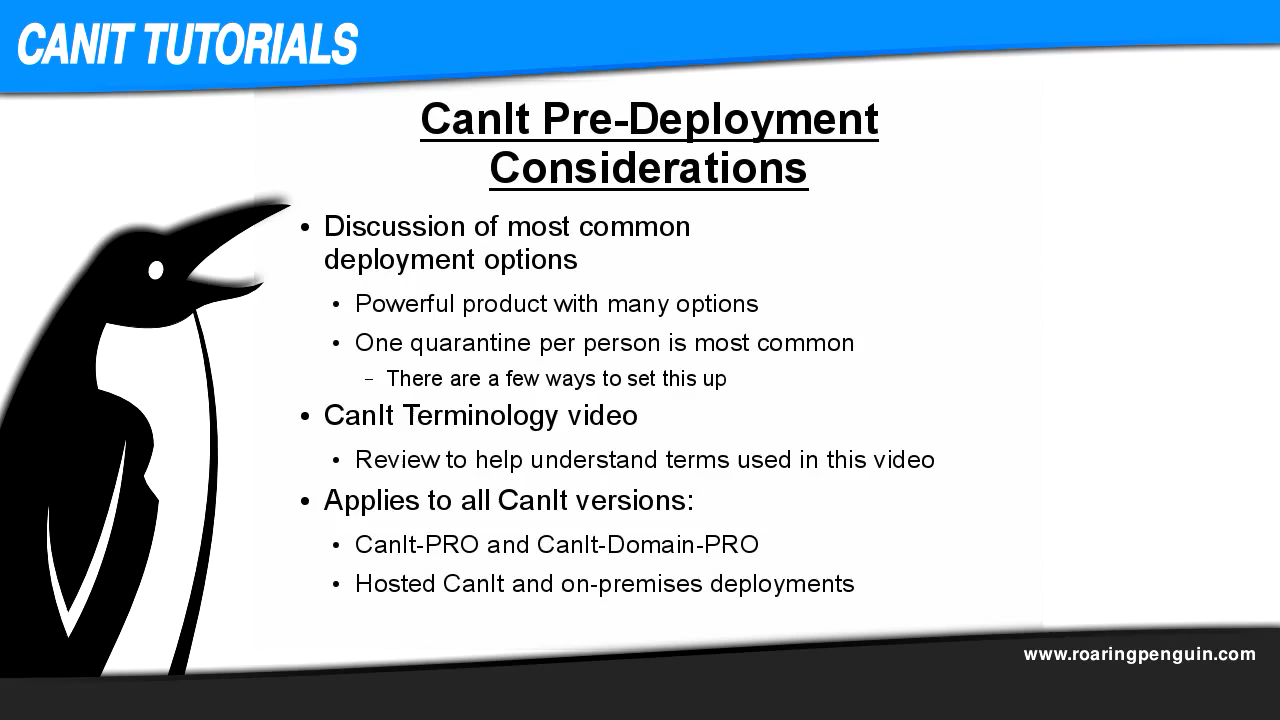 CANIT TUTORIALS
CanIt Pre-Deployment
Considerations
• Discussion of most common
deployment options
• Powerful product with many options
• One quarantine per person is most common
– There are a few ways to set this up
• CanIt Terminology video
• Review to help understand terms used in this video
• Applies to all CanIt versions:
• CanIt-PRO and CanIt-Domain-PRO
• Hosted CanIt and on-premises deployments
www.roaringpenguin.com